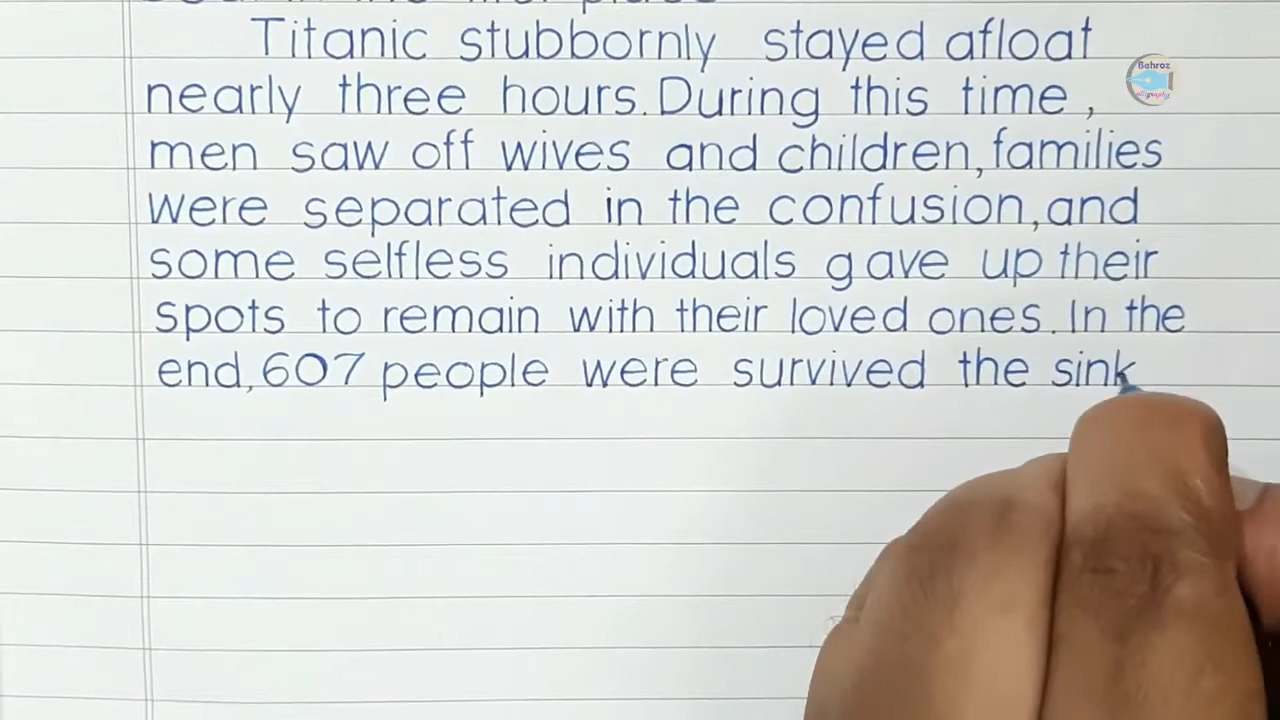 Titanic stubbornly stayed afloat
nearly three hours. During this time,
men saw off wives and children, families
were separated in the confusion, and
some selfless individuals gave up their
spots to remain with their loved ones. In the
end, 607 people were survived the sink
Bahroz